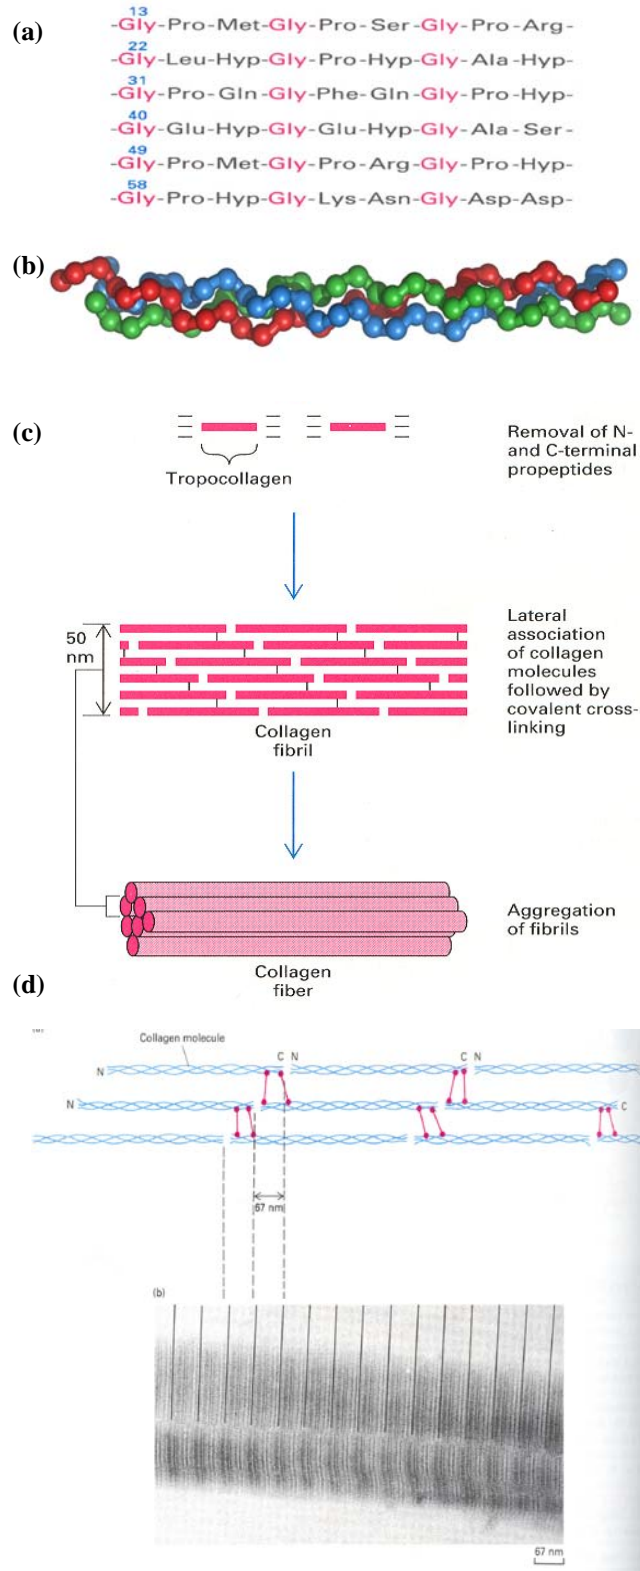 (a)
13
-Gly-Pro-Met-Gly-Pro-Ser-Gly-Pro-Arg-
22
-Gly-Leu-Hyp-Gly-Pro-Hyp-Gly-Ala-Hyp-
31
-Gly-Pro-Gln-Gly-Phe-Gln-Gly-Pro-Hyp-
40
-Gly-Glu-Hyp-Gly-Glu-Hyp-Gly-Ala-Ser-
49
-Gly-Pro-Met-Gly-Pro-Arg-Gly-Pro-Hyp-
58
-Gly-Pro-Hyp-Gly-Lys-Asn-Gly-Asp-Asp-
(b)
(c)
Tropocollagen
Removal of N-
and C-terminal
propeptides
50
nm
Collagen
fibril
Lateral
association
of collagen
molecules
followed by
covalent cross-
linking
Collagen
fiber
Aggregation
of fibrils
(d)
Collagen molecule
N
C N
C N
N
C
67 nm
(b)
67 nm